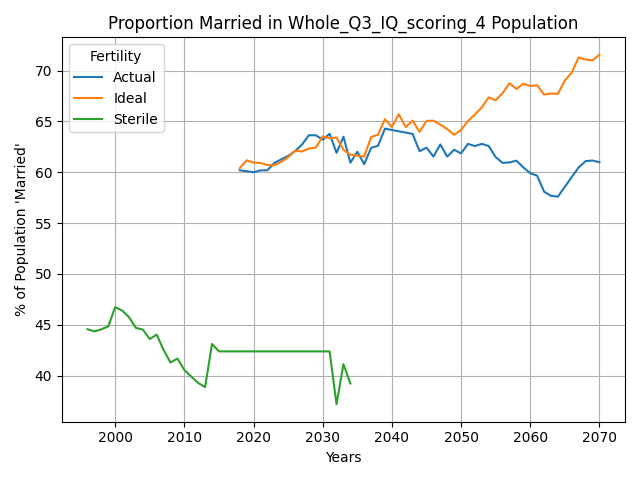 Proportion Married in Whole_Q3_IQ_scoring_4 Population
Fertility
Actual
Ideal
Sterile
% of Population 'Married'
70
65
60
55
50
45
40
2000
2010
2020
2030
2040
2050
2060
2070
Years